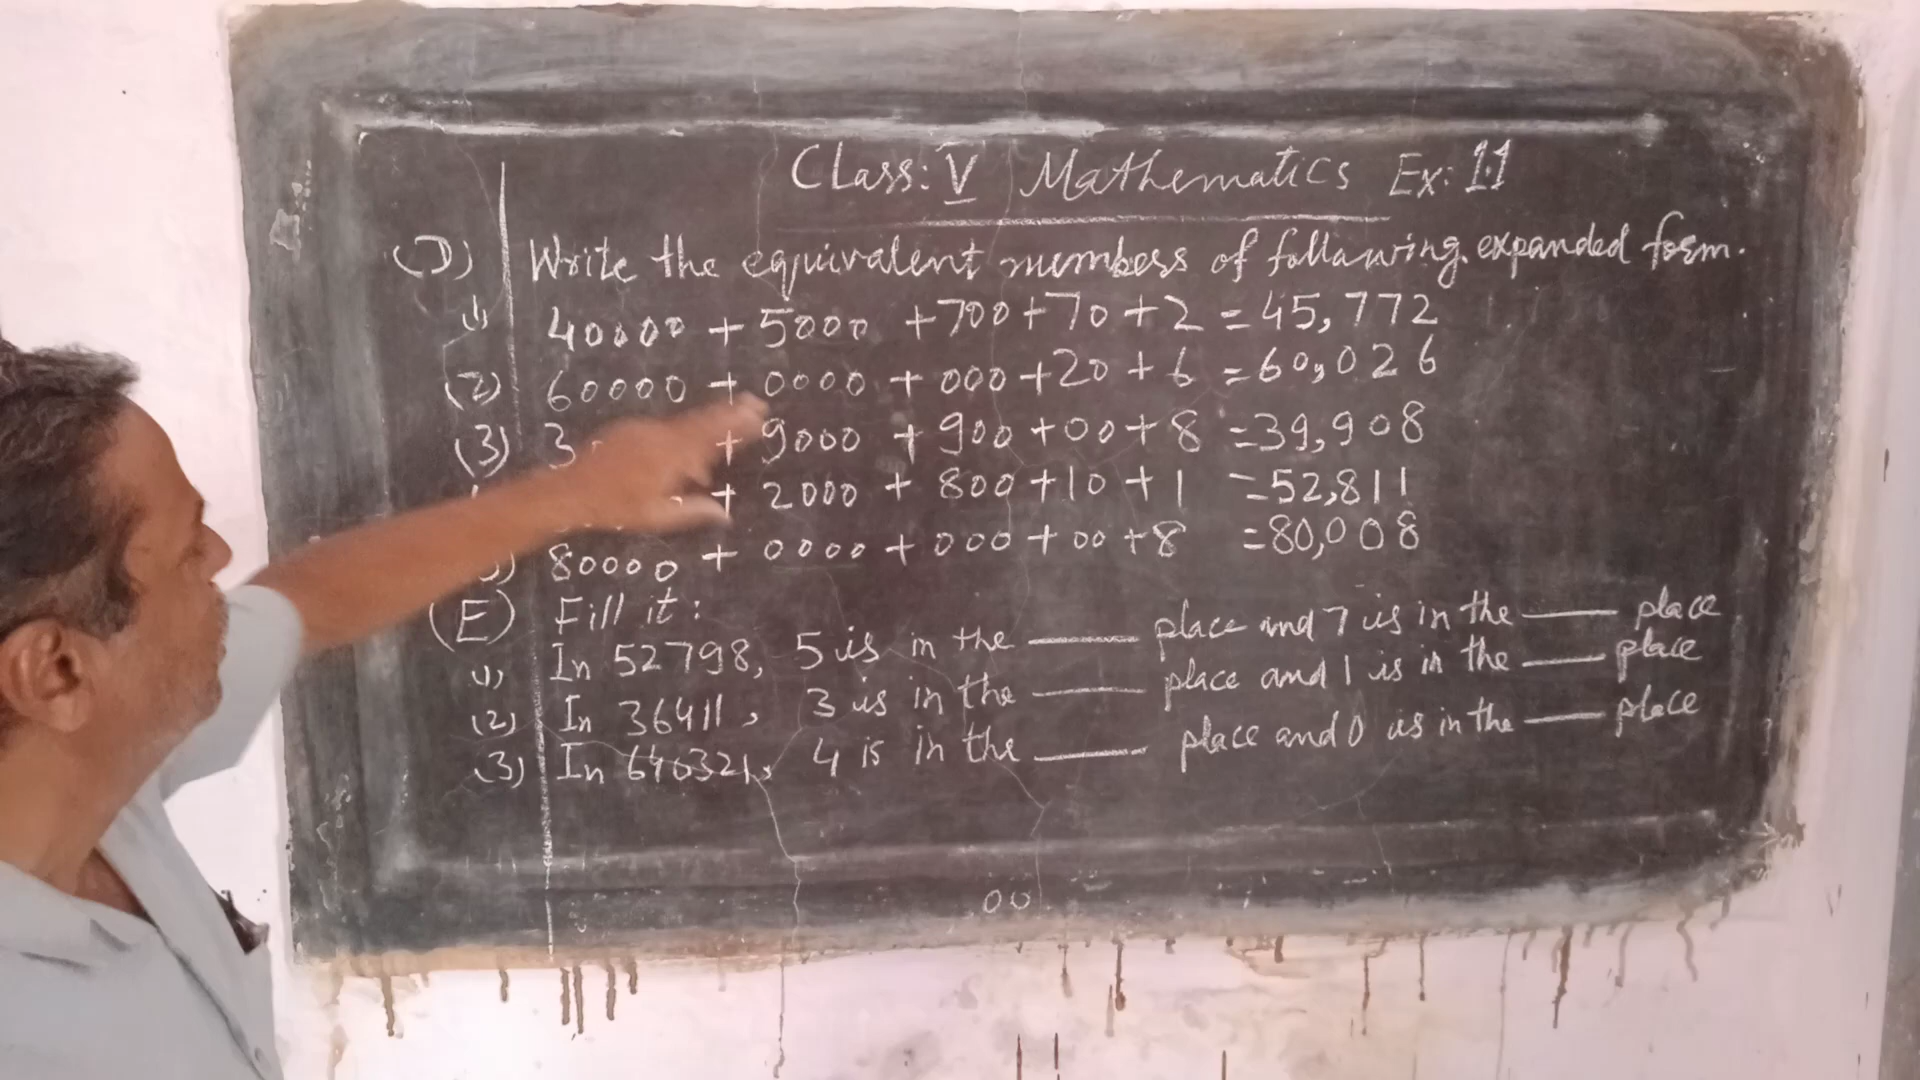 Class: V Mathematics Ex: 1.1
(D) Write the equivalent numbers of following expanded form.
(1) 40000 + 5000 + 700 + 70 + 2 = 45,772
(2) 60000 + 0000 + 000 + 20 + 6 = 60,026
(3) 3 + 9000 + 900 + 00 + 8 = 39,908
+ 2000 + 800 + 10 + 1 = 52,811
80000 + 0000 + 000 + 00 + 8 = 80,008
(E) Fill it:
(1) In 52798, 5 is in the ____ place and 7 is in the ____ place
(2) In 36411, 3 is in the ____ place and 1 is in the ____ place
(3) In 640321, 4 is in the ____ place and 0 is in the ____ place
00